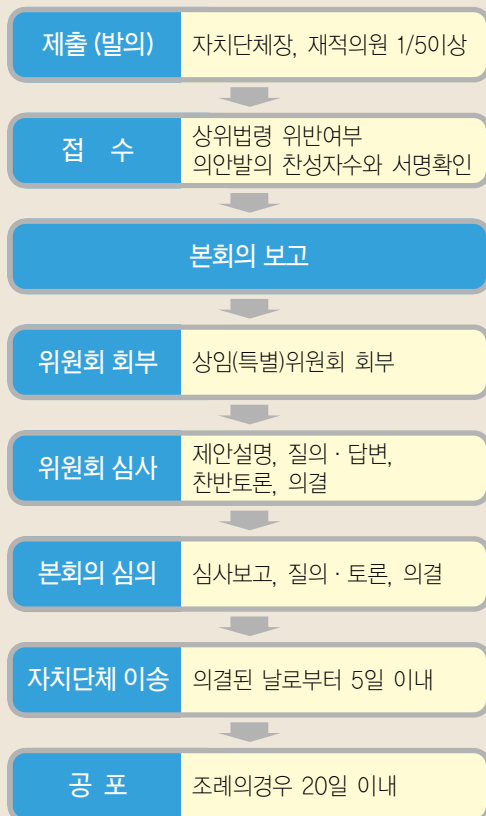 제출 (발의)
자치단체장, 재적의원 1/5이상
접 수
상위법령 위반여부
의안발의 찬성자수와 서명확인
본회의 보고
위원회 회부
상임(특별)위원회 회부
위원회 심사
제안설명, 질의 · 답변,
찬반토론, 의결
본회의 심의
심사보고, 질의 · 토론, 의결
자치단체 이송
의결된 날로부터 5일 이내
공 포
조례의경우 20일 이내